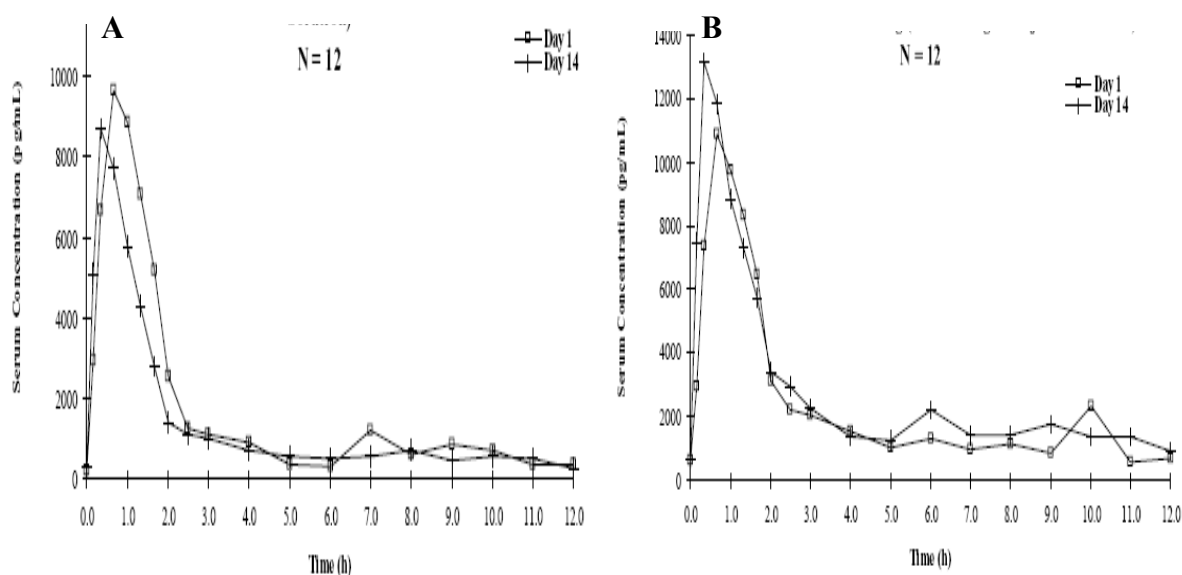 A
N = 12
Day 1
Day 14
Serum Concentration (pg/mL)
10000
8000
6000
4000
2000
0
0.0 1.0 2.0 3.0 4.0 5.0 6.0 7.0 8.0 9.0 10.0 11.0 12.0
Time (h)
B
N = 12
Day 1
Day 14
Serum Concentration (pg/mL)
14000
12000
10000
8000
6000
4000
2000
0
0.0 1.0 2.0 3.0 4.0 5.0 6.0 7.0 8.0 9.0 10.0 11.0 12.0
Time (h)